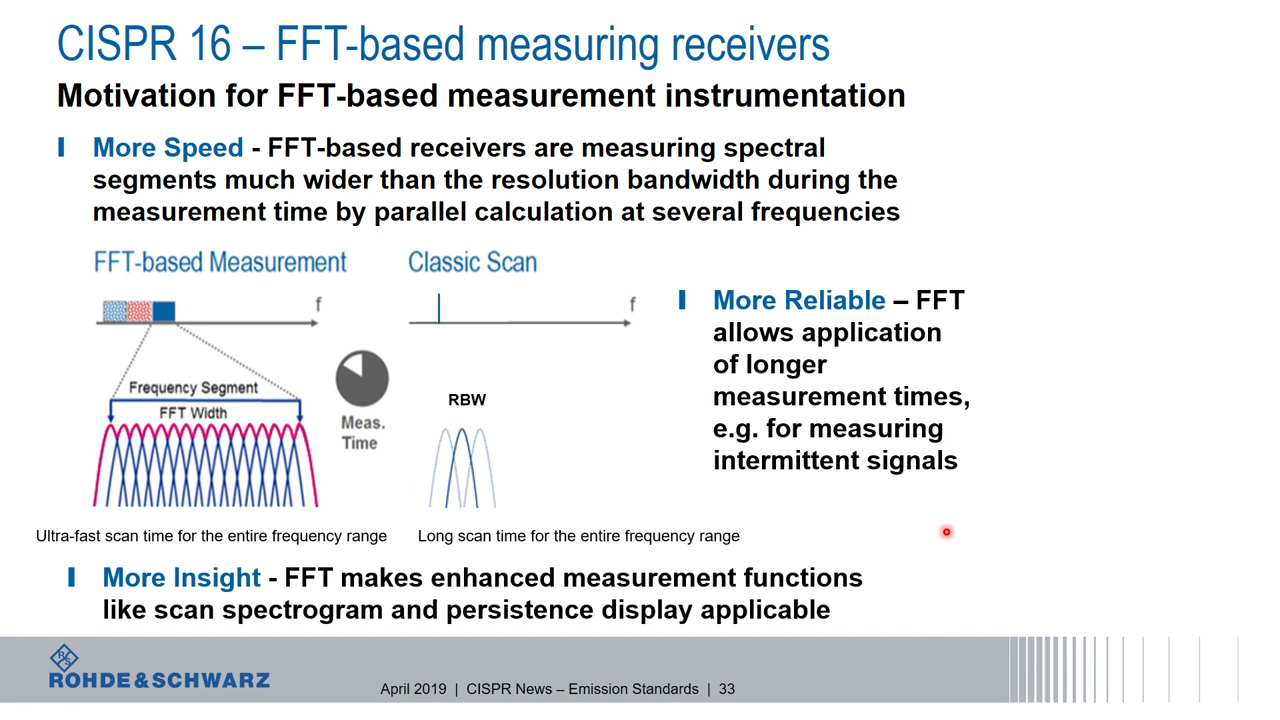 CISPR 16 – FFT-based measuring receivers
Motivation for FFT-based measurement instrumentation
More Speed - FFT-based receivers are measuring spectral
segments much wider than the resolution bandwidth during the
measurement time by parallel calculation at several frequencies
FFT-based Measurement
f
Frequency Segment
FFT Width
Meas.
Time
Classic Scan
f
RBW
Ultra-fast scan time for the entire frequency range
Long scan time for the entire frequency range
More Reliable – FFT
allows application
of longer
measurement times,
e.g. for measuring
intermittent signals
More Insight - FFT makes enhanced measurement functions
like scan spectrogram and persistence display applicable
R
S
ROHDE&SCHWARZ
April 2019 | CISPR News – Emission Standards | 33